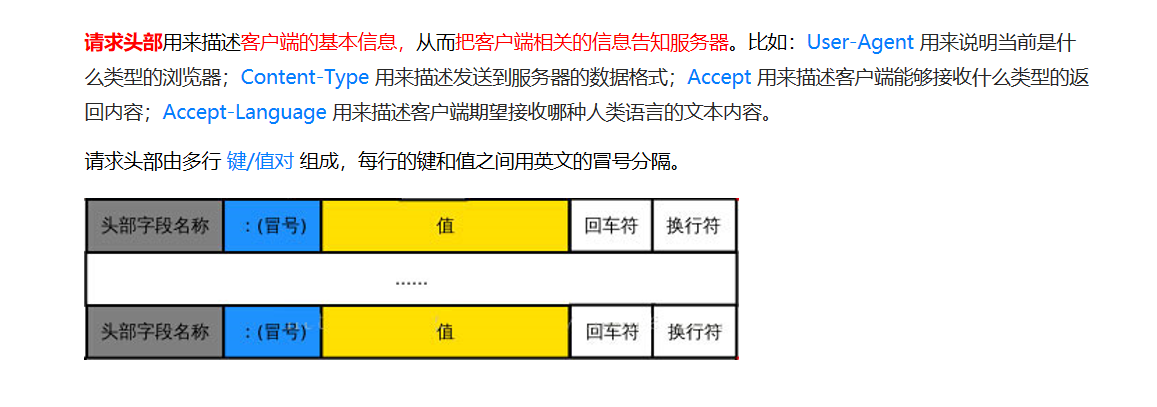 请求头部用来描述客户端的基本信息，从而把客户端相关的信息告知服务器。比如：User-Agent 用来说明当前是什
么类型的浏览器；Content-Type 用来描述发送到服务器的数据格式；Accept 用来描述客户端能够接收什么类型的返
回内容；Accept-Language 用来描述客户端期望接收哪种人类语言的文本内容。
请求头部由多行 键/值对 组成，每行的键和值之间用英文的冒号分隔。
头部字段名称 ：(冒号) 值 回车符 换行符
……
头部字段名称 ：(冒号) 值 回车符 换行符